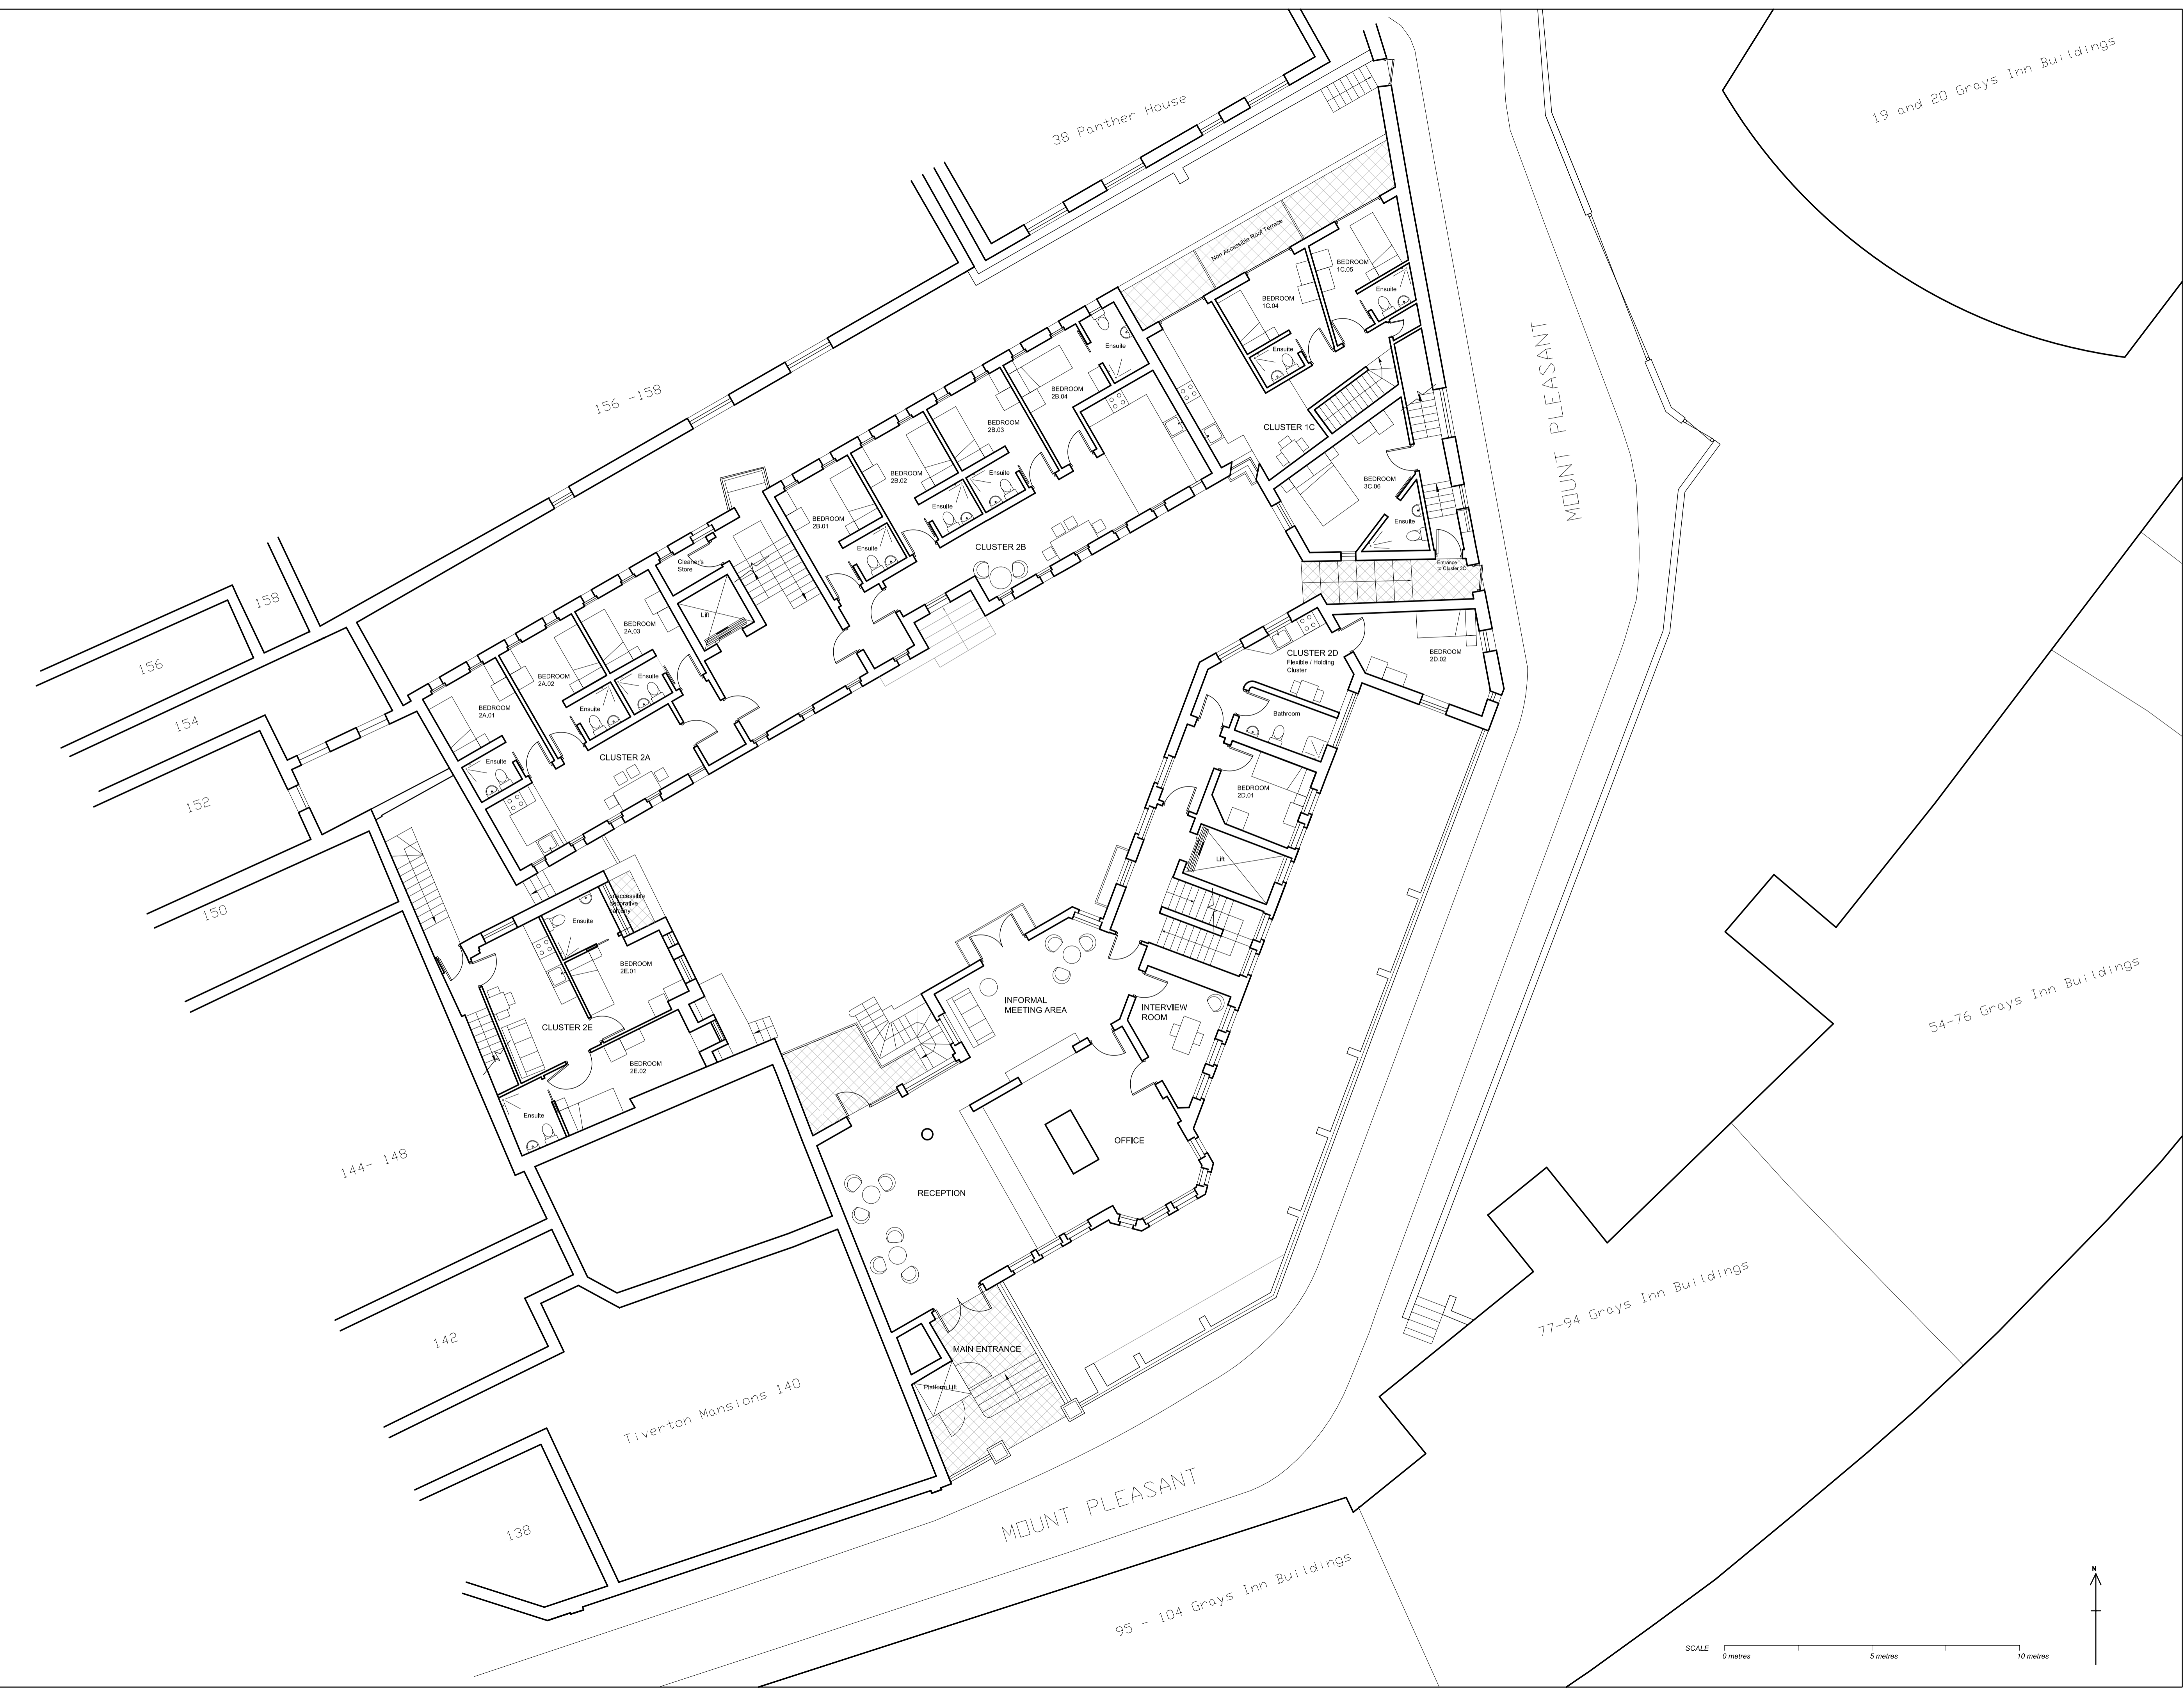 19 and 20 Grays Inn Buildings
38 Panther House
Non Accessible Roof Terrace
BEDROOM
1C.05
Ensuite
BEDROOM
1C.04
Ensuite
MOUNT PLEASANT
156 -158
Ensuite
BEDROOM
2B.04
BEDROOM
2B.03
Ensuite
CLUSTER 1C
BEDROOM
2B.02
Ensuite
BEDROOM
3C.06
Ensuite
BEDROOM
2B.01
Ensuite
CLUSTER 2B
Entrance
to Cluster 3C
Cleaner's
Store
Lift
158
156
BEDROOM
2A.03
Ensuite
BEDROOM
2A.02
Ensuite
BEDROOM
2A.01
Ensuite
CLUSTER 2A
CLUSTER 2D
Flexible / Holding
Cluster
BEDROOM
2D.02
Bathroom
BEDROOM
2D.01
Lift
154
152
150
balcony
Ensuite
BEDROOM
2E.01
CLUSTER 2E
BEDROOM
2E.02
Ensuite
INFORMAL
MEETING AREA
INTERVIEW
ROOM
OFFICE
RECEPTION
54-76 Grays Inn Buildings
144- 148
77-94 Grays Inn Buildings
142
MAIN ENTRANCE
Platform Lift
Tiverton Mansions 140
138
MOUNT PLEASANT
95 - 104 Grays Inn Buildings
N
SCALE
0 metres
5 metres
10 metres